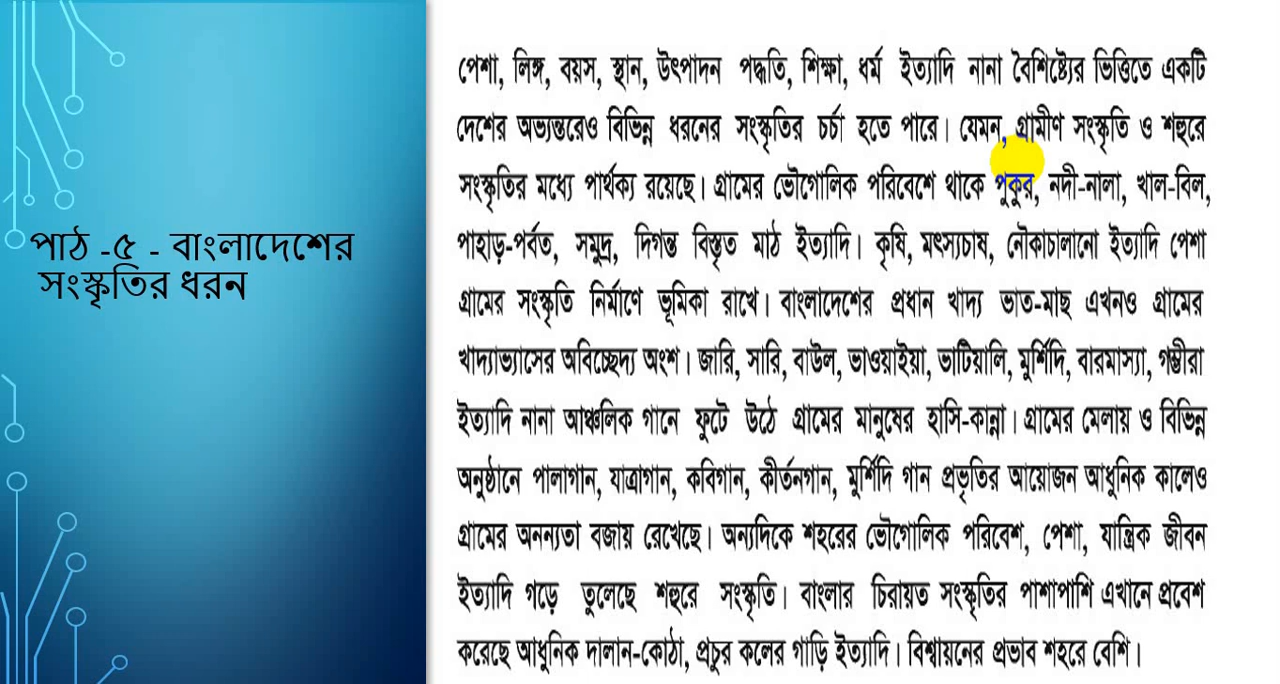 পাঠ -৫ - বাংলাদেশের
সংস্কৃতির ধরন
পেশা, লিঙ্গ, বয়স, স্থান, উৎপাদন পদ্ধতি, শিক্ষা, ধর্ম ইত্যাদি নানা বৈশিষ্ট্যের ভিত্তিতে একটি
দেশের অভ্যন্তরেও বিভিন্ন ধরনের সংস্কৃতির চর্চা হতে পারে। যেমন, গ্রামীণ সংস্কৃতি ও শহুরে
সংস্কৃতির মধ্যে পার্থক্য রয়েছে। গ্রামের ভৌগোলিক পরিবেশে থাকে পুকুর, নদী-নালা, খাল-বিল,
পাহাড়-পর্বত, সমুদ্র, দিগন্ত বিস্তৃত মাঠ ইত্যাদি। কৃষি, মৎস্যচাষ, নৌকাচালানো ইত্যাদি পেশা
গ্রামের সংস্কৃতি নির্মাণে ভূমিকা রাখে। বাংলাদেশের প্রধান খাদ্য ভাত-মাছ এখনও গ্রামের
খাদ্যাভ্যাসের অবিচ্ছেদ্য অংশ। জারি, সারি, বাউল, ভাওয়াইয়া, ভাটিয়ালি, মুর্শিদি, বারমাস্যা, গম্ভীরা
ইত্যাদি নানা আঞ্চলিক গানে ফুটে উঠে গ্রামের মানুষের হাসি-কান্না। গ্রামের মেলায় ও বিভিন্ন
অনুষ্ঠানে পালাগান, যাত্রাগান, কবিগান, কীর্তনগান, মুর্শিদি গান প্রভৃতির আয়োজন আধুনিক কালেও
গ্রামের অনন্যতা বজায় রেখেছে। অন্যদিকে শহরের ভৌগোলিক পরিবেশ, পেশা, যান্ত্রিক জীবন
ইত্যাদি গড়ে তুলেছে শহুরে সংস্কৃতি। বাংলার চিরায়ত সংস্কৃতির পাশাপাশি এখানে প্রবেশ
করেছে আধুনিক দালান-কোঠা, প্রচুর কলের গাড়ি ইত্যাদি। বিশ্বায়নের প্রভাব শহরে বেশি।